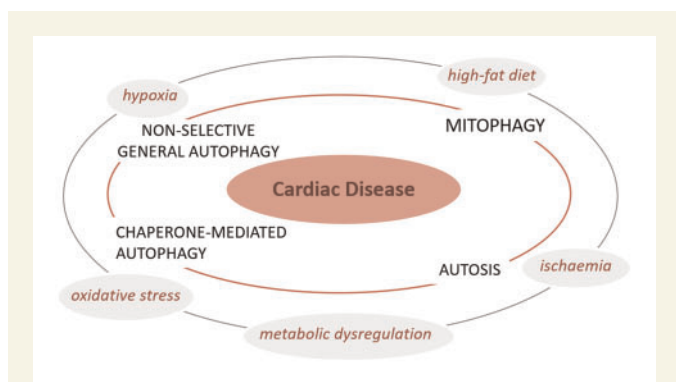 high-fat diet
hypoxia
NON-SELECTIVE
GENERAL AUTOPHAGY
MITOPHAGY
Cardiac Disease
CHAPERONE-MEDIATED
AUTOPHAGY
AUTOSIS
ischaemia
oxidative stress
metabolic dysregulation